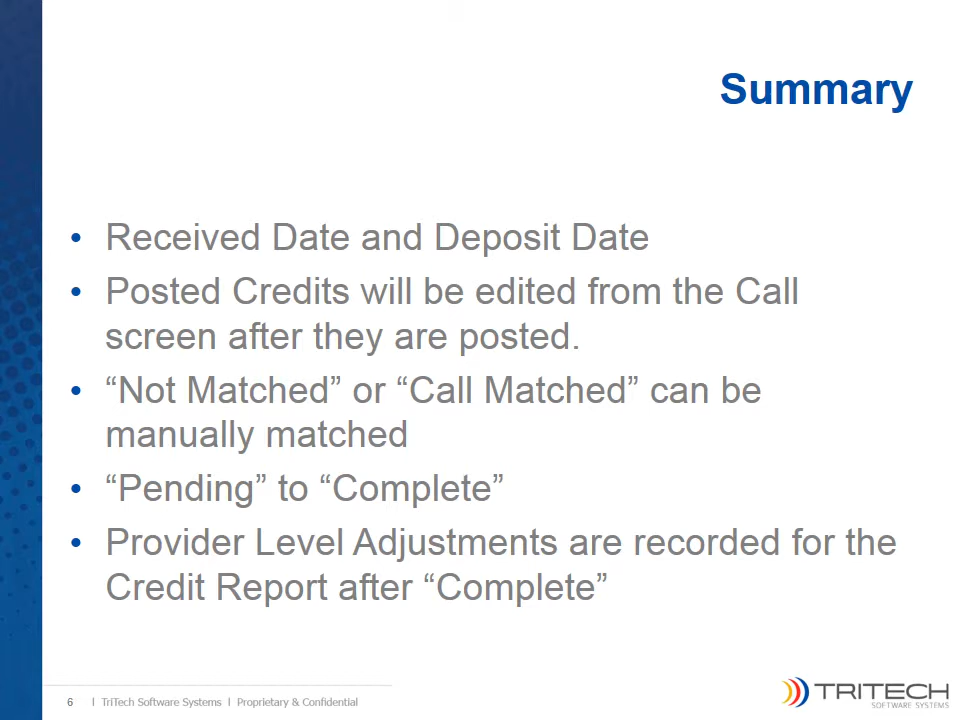 Summary
• Received Date and Deposit Date
• Posted Credits will be edited from the Call
screen after they are posted.
• “Not Matched” or “Call Matched” can be
manually matched
• “Pending” to “Complete”
• Provider Level Adjustments are recorded for the
Credit Report after “Complete”
6 | TriTech Software Systems | Proprietary & Confidential
TRITECH
SOFTWARE SYSTEMS